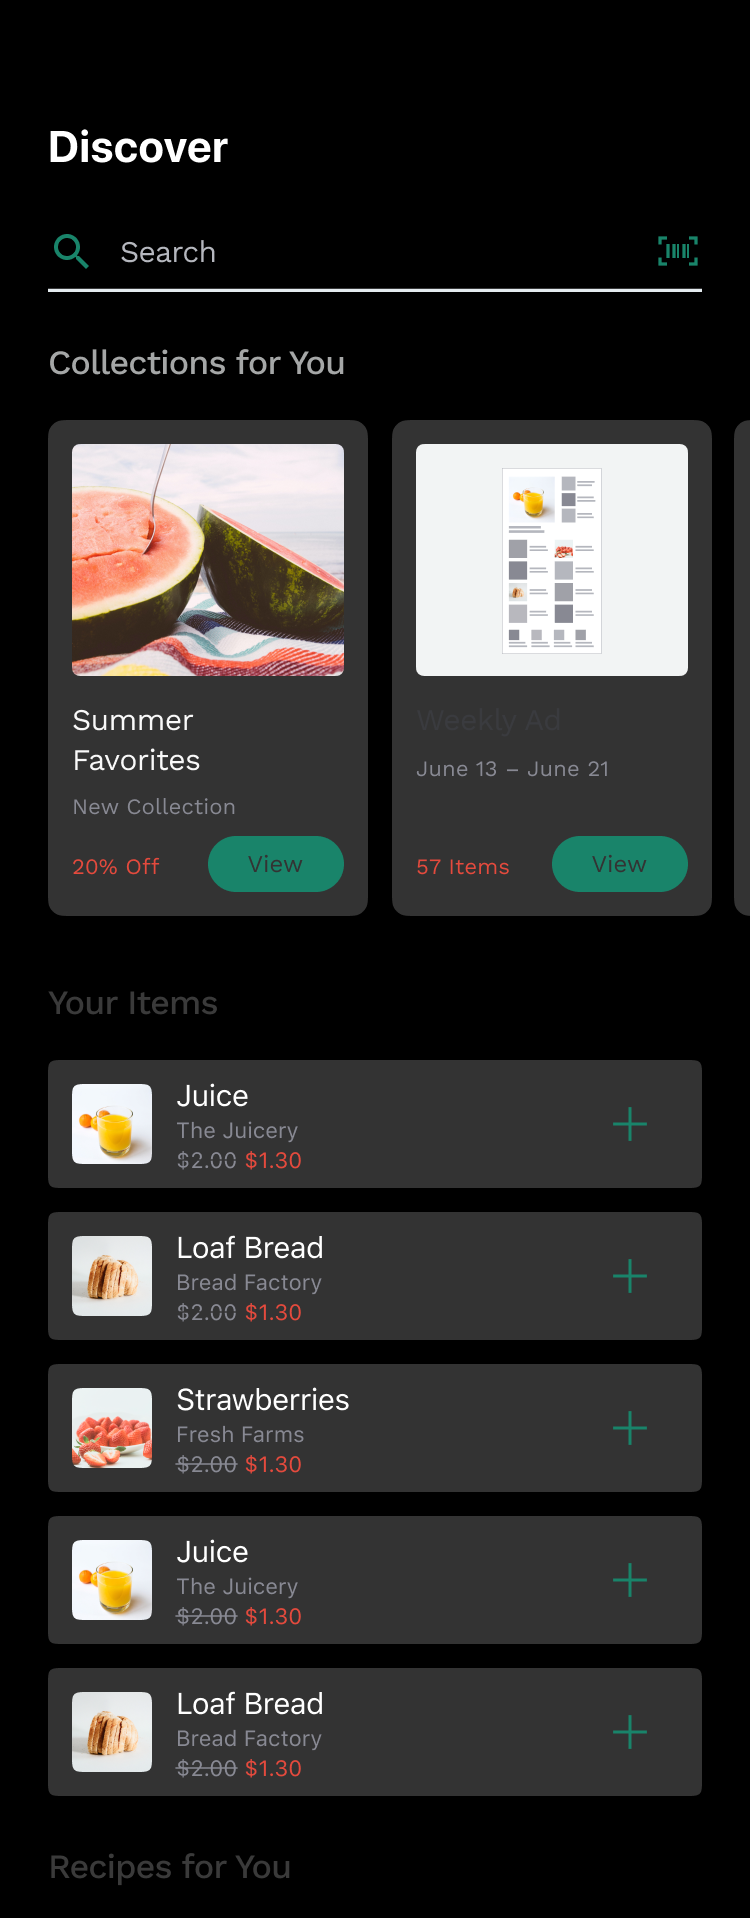 Discover
Search
Collections for You
Summer
Favorites
New Collection
20% Off
View
Weekly Ad
June 13 – June 21
57 Items
View
Your Items
Juice
The Juicery
$2.00 $1.30
Loaf Bread
Bread Factory
$2.00 $1.30
Strawberries
Fresh Farms
$2.00 $1.30
Juice
The Juicery
$2.00 $1.30
Loaf Bread
Bread Factory
$2.00 $1.30
Recipes for You